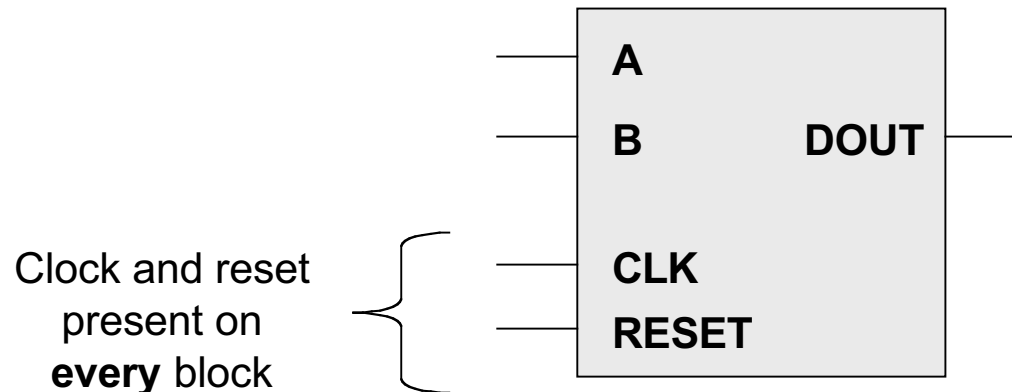 A
B
DOUT
Clock and reset
present on
every block
CLK
RESET